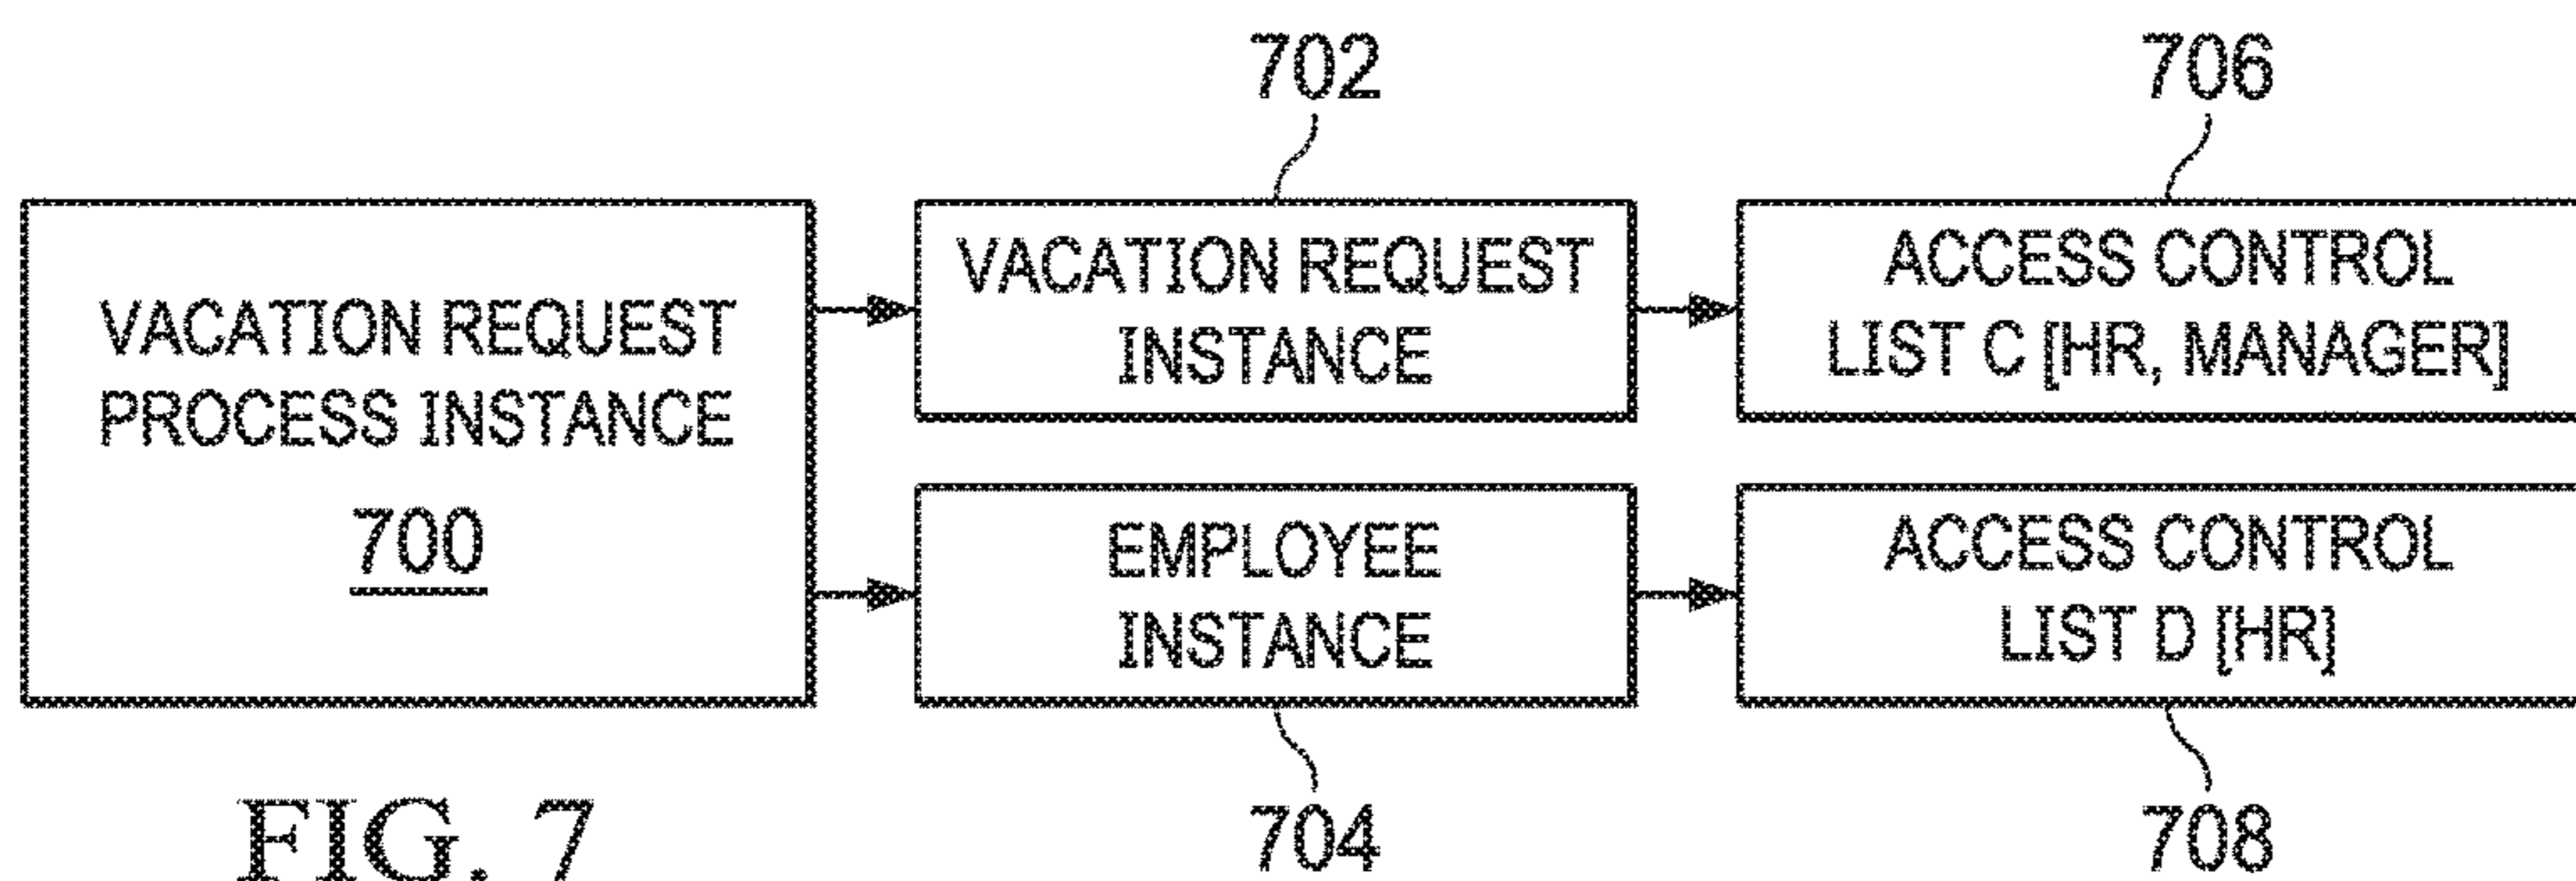 702
706
VACATION REQUEST
PROCESS INSTANCE
700
VACATION REQUEST
INSTANCE
ACCESS CONTROL
LIST C [HR, MANAGER]
EMPLOYEE
INSTANCE
ACCESS CONTROL
LIST D [HR]
704
708
FIG. 7